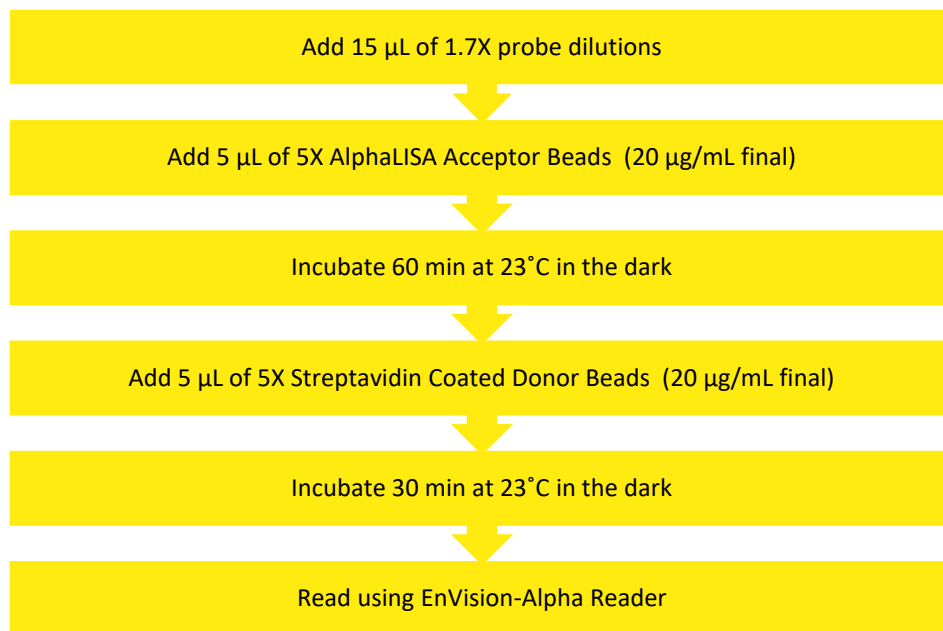 Add 15 µL of 1.7X probe dilutions
Add 5 µL of 5X AlphaLISA Acceptor Beads  (20 µg/mL final)
Incubate 60 min at 23˚C in the dark
Add 5 µL of 5X Streptavidin Coated Donor Beads  (20 µg/mL final)
Incubate 30 min at 23˚C in the dark
Read using EnVision-Alpha Reader